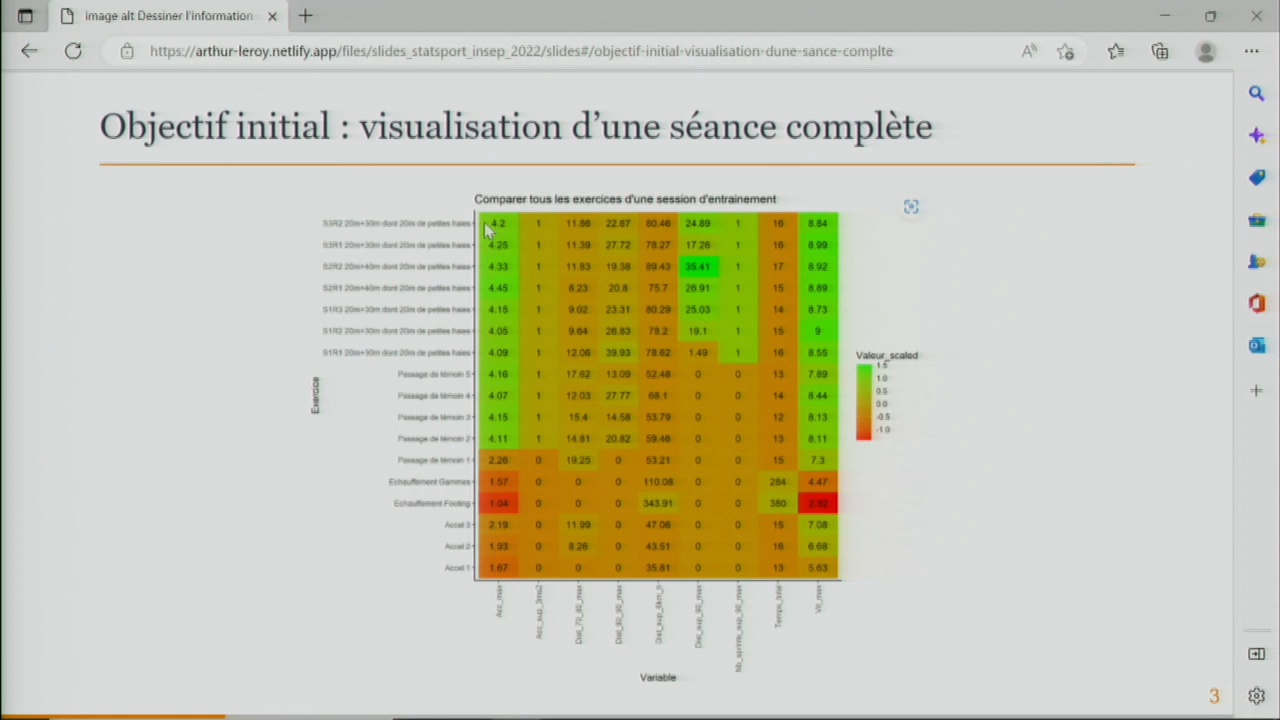 image alt Dessiner l'information
https://arthur-leroy.netlify.app/files/slides_statsport_insep_2022/slides#/objectif-initial-visualisation-dune-sance-complte
Objectif initial : visualisation d'une séance complète
Comparer tous les exercices d'une session d'entrainement
S3R2 20m+30m dont 20m de petites haies 4.2 1 11.86 22.67 80.46 24.89 1 16 8.84
S3R1 20m+30m dont 20m de petites haies 4.25 1 11.39 27.72 78.27 17.26 1 16 8.99
S2R2 20m+40m dont 20m de petites haies 4.33 1 11.83 19.38 89.43 35.41 1 17 8.92
S2R1 20m+40m dont 20m de petites haies 4.45 1 8.23 20.8 75.7 26.91 1 15 8.89
S1R3 20m+30m dont 20m de petites haies 4.15 1 9.02 23.31 80.29 25.03 1 14 8.73
S1R2 20m+30m dont 20m de petites haies 4.05 1 9.64 26.83 78.2 19.1 1 15 9
S1R1 20m+30m dont 20m de petites haies 4.09 1 12.06 39.93 78.62 1.49 1 16 8.55
Passage de témoin 5 4.16 1 17.62 13.09 52.48 0 0 13 7.89
Passage de témoin 4 4.07 1 12.03 27.77 68.1 0 0 14 8.44
Passage de témoin 3 4.15 1 15.4 14.58 53.79 0 0 12 8.13
Passage de témoin 2 4.11 1 14.81 20.82 59.46 0 0 13 8.11
Passage de témoin 1 2.26 0 19.25 0 53.21 0 0 15 7.3
Echauffement Gammes 1.57 0 0 0 110.08 0 0 284 4.47
Echauffement Footing 1.04 0 0 0 343.91 0 0 380
Accel 3 2.19 0 11.99 0 47.06 0 0 15 7.08
Accel 2 1.93 0 8.26 0 43.51 0 0 16 6.68
Accel 1 1.67 0 0 0 35.81 0 0 13 5.63
Exercice
Acc_max
Acc_sup_3ms2
Dist_70_80_max
Dist_80_90_max
Dist_sup_6km_h
Dist_sup_90_max
Nb_sprints_sup_90_max
Temps_total
Vit_max
Variable
Valeur_scaled
1.5
1.0
0.5
0.0
-0.5
-1.0
3